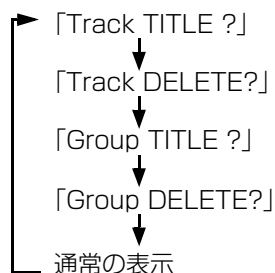 「Track TITLE ?」
「Track DELETE?」
「Group TITLE ?」
「Group DELETE?」
通常の表示